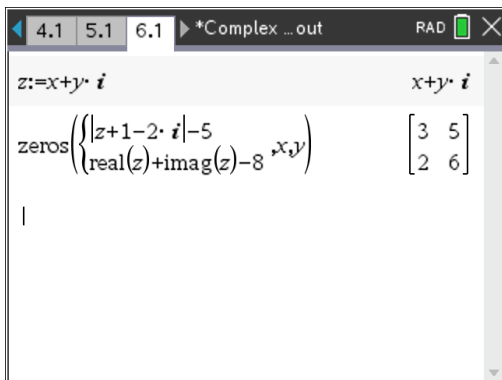 4.1 5.1 6.1 *Complex …out RAD
z:=x+y· i x+y· i
zeros({|z+1−2· i|−5
real(z)+imag(z)−8 ,x,y) [3 5
2 6]